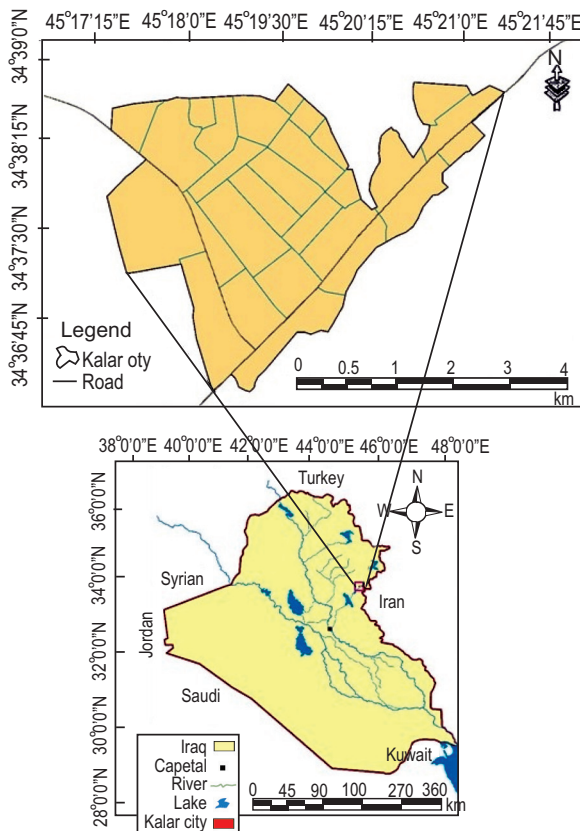 45°17'15"E 45°18'0"E 45°19'30"E 45°20'15"E 45°21'0"E 45°21'45"E
34°39'0"N
34°38'15"N
34°37'30"N
34°36'45"N
N
Legend
Kalar oty
Road
0 0.5 1 2 3 4
km
38°0'0"E 40°0'0"E 42°0'0"E 44°0'0"E 46°0'0"E 48°0'0"E
36°0'0"N
34°0'0"N
32°0'0"N
30°0'0"N
28°0'0"N
Turkey
N
W E
S
Syrian
Iran
Jordan
Saudi
Kuwait
Iraq
Capetal
River
Lake
Kalar city
0 45 90 100 270 360
km